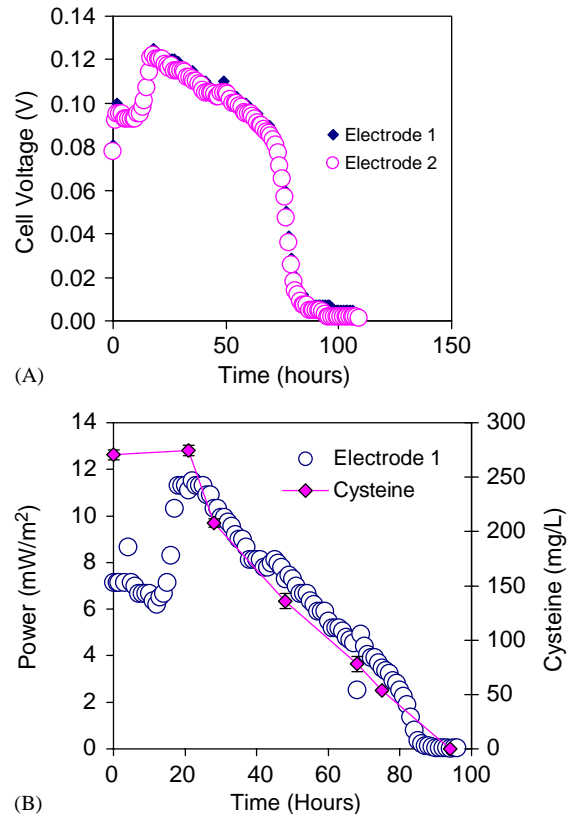 0.14
0.12
0.10
0.08
0.06
0.04
0.02
0.00
Cell Voltage (V)
Electrode 1
Electrode 2
0 50 100 150
Time (hours)
(A)
14
12
10
8
6
4
2
0
Power (mW/m²)
Electrode 1
Cysteine
300
250
200
150
100
50
0
Cysteine (mg/L)
0 20 40 60 80 100
Time (Hours)
(B)